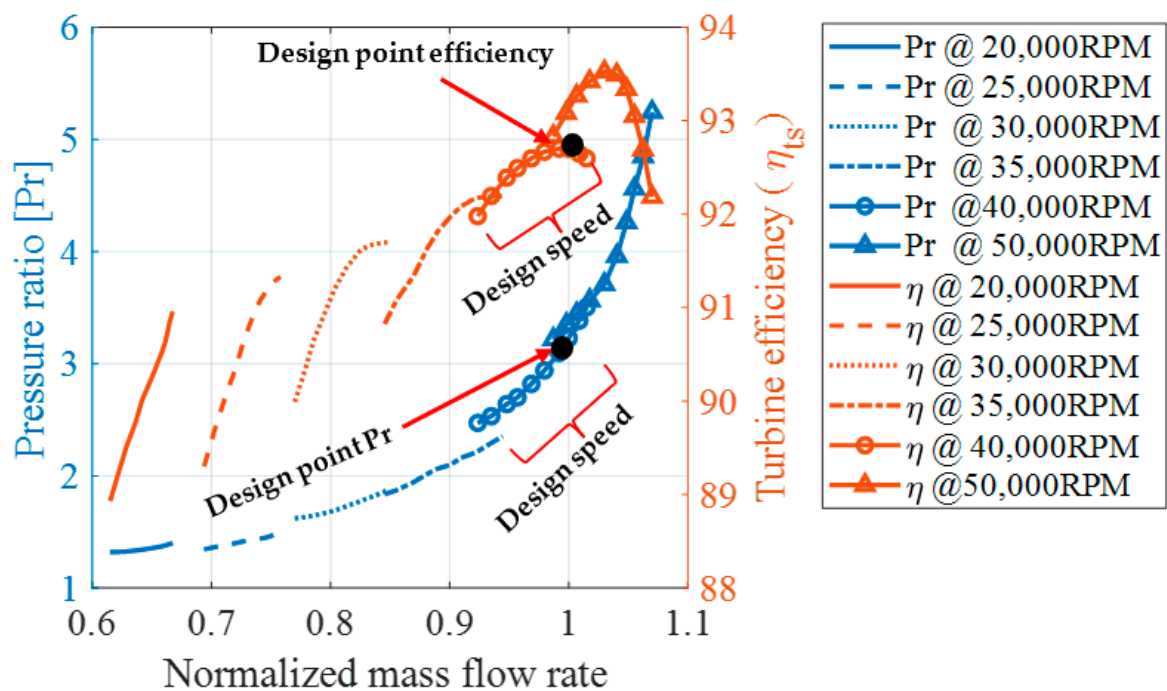 Pressure ratio [Pr]
6
5
4
3
2
1
0.6
0.7
0.8
0.9
1
1.1
Normalized mass flow rate
94
93
92
91
90
89
88
Turbine efficiency ( ηts)
Design point efficiency
Design speed
Design point Pr
Design speed
Pr @ 20,000RPM
Pr @ 25,000RPM
Pr @ 30,000RPM
Pr @ 35,000RPM
Pr @40,000RPM
Pr @ 50,000RPM
η @ 20,000RPM
η @ 25,000RPM
η @ 30,000RPM
η @ 35,000RPM
η @ 40,000RPM
η @50,000RPM